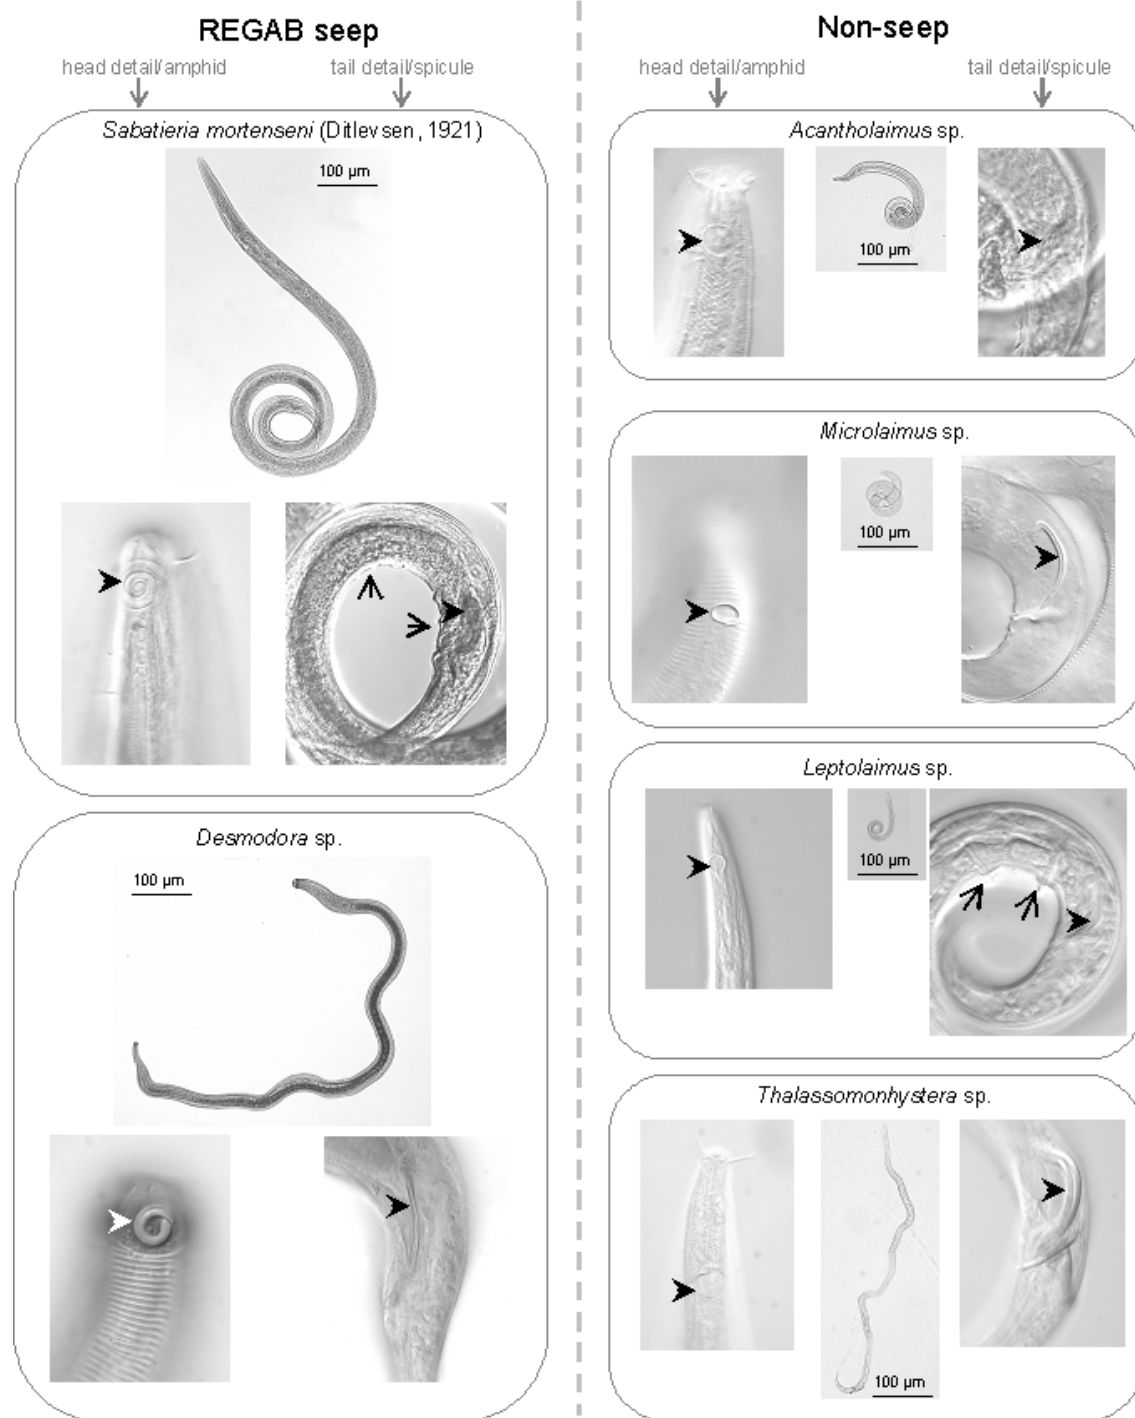 REGAB seep
head detail/amphid
tail detail/spicule
Sabatieria mortenseni (Ditlevsen, 1921)
100 µm
Desmodora sp.
100 µm
Non-seep
head detail/amphid
tail detail/spicule
Acantholaimus sp.
100 µm
Microlaimus sp.
100 µm
Leptolaimus sp.
100 µm
Thalassomonhystera sp.
100 µm